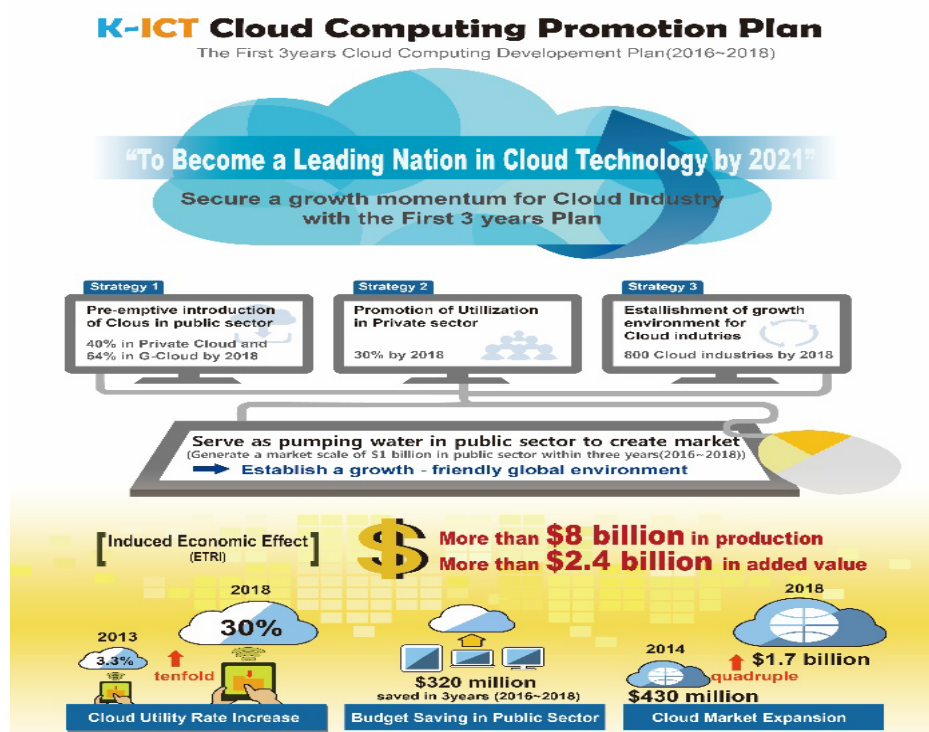 K-ICT Cloud Computing Promotion Plan
The First 3years Cloud Computing Developement Plan(2016~2018)
"To Become a Leading Nation in Cloud Technology by 2021"
Secure a growth momentum for Cloud Industry
with the First 3 years Plan
Strategy 1
Pre-emptive introduction
of Clous in public sector
40% in Private Cloud and
64% in G-Cloud by 2018
Strategy 2
Promotion of Utillization
in Private sector
30% by 2018
Strategy 3
Estallishment of growth
environment for
Cloud indutries
800 Cloud industries by 2018
Serve as pumping water in public sector to create market
(Generate a market scale of $1 billion in public sector within three years(2016~2018))
Establish a growth - friendly global environment
[Induced Economic Effect]
(ETRI)
$
More than $8 billion in production
More than $2.4 billion in added value
2013
3.3%
tenfold
2018
30%
Cloud Utility Rate Increase
$320 million
saved in 3years (2016~2018)
Budget Saving in Public Sector
2014
$430 million
quadruple
2018
$1.7 billion
Cloud Market Expansion